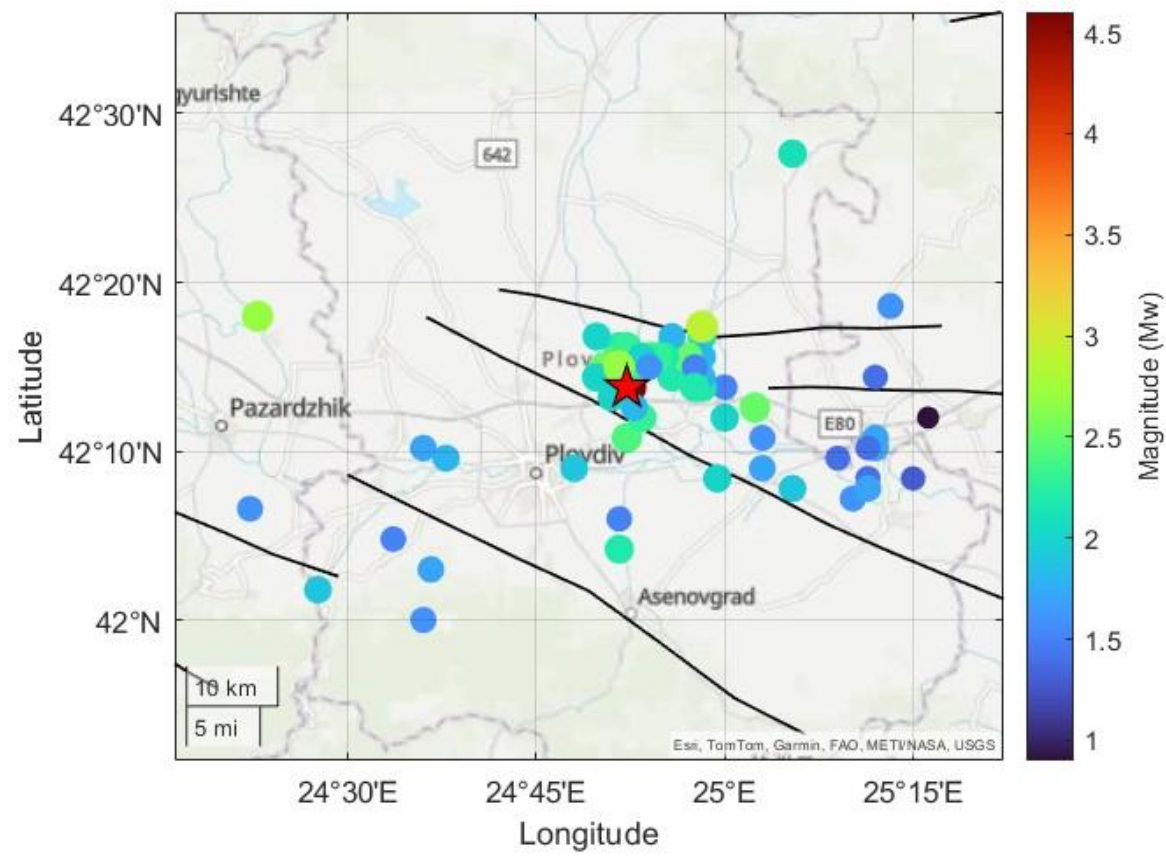 gyurishte
642
Plov
Pazardzhik
E80
Plovdiv
Asenovgrad
10 km
5 mi
Esri, TomTom, Garmin, FAO, METI/NASA, USGS
42°30'N
42°20'N
42°10'N
42°N
24°30'E
24°45'E
25°E
25°15'E
Latitude
Longitude
4.5
4
3.5
3
2.5
2
1.5
1
Magnitude (Mw)